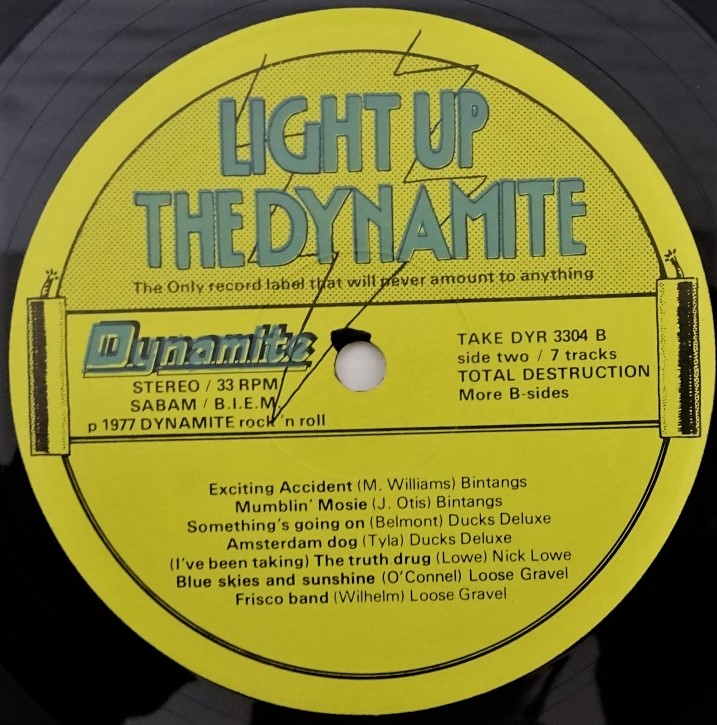 LIGHT UP
THE DYNAMITE
The Only record label that will never amount to anything
Dynamite
STEREO / 33 RPM
SABAM / B.I.E.M.
p 1977 DYNAMITE rock 'n roll
TAKE DYR 3304 B
side two / 7 tracks
TOTAL DESTRUCTION
More B-sides
Exciting Accident (M. Williams) Bintangs
Mumblin' Mosie (J. Otis) Bintangs
Something's going on (Belmont) Ducks Deluxe
Amsterdam dog (Tyla) Ducks Deluxe
(I've been taking) The truth drug (Lowe) Nick Lowe
Blue skies and sunshine (O'Connel) Loose Gravel
Frisco band (Wilhelm) Loose Gravel